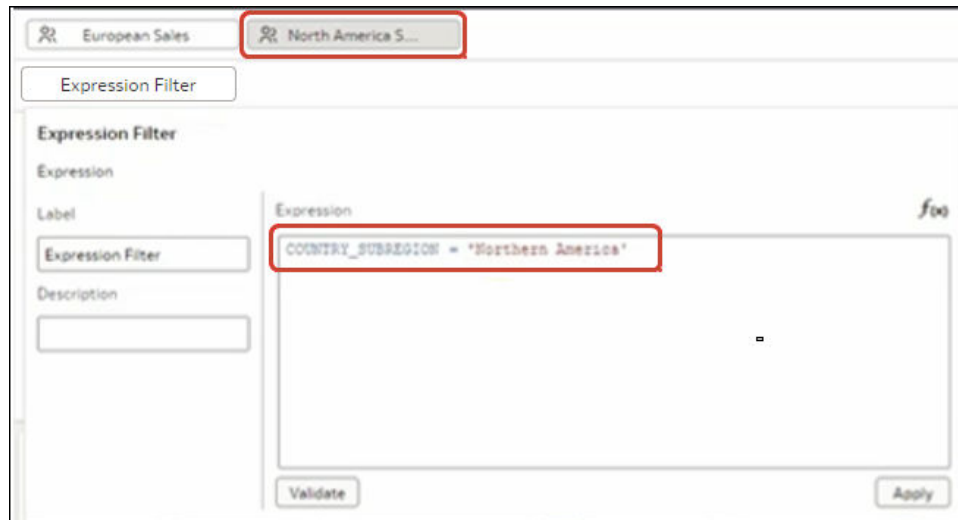 European Sales North America S...
Expression Filter
Expression Filter
Expression
Label Expression f(x)
Expression Filter COUNTRY_SUBREGION = 'Northern America'
Description
Validate Apply